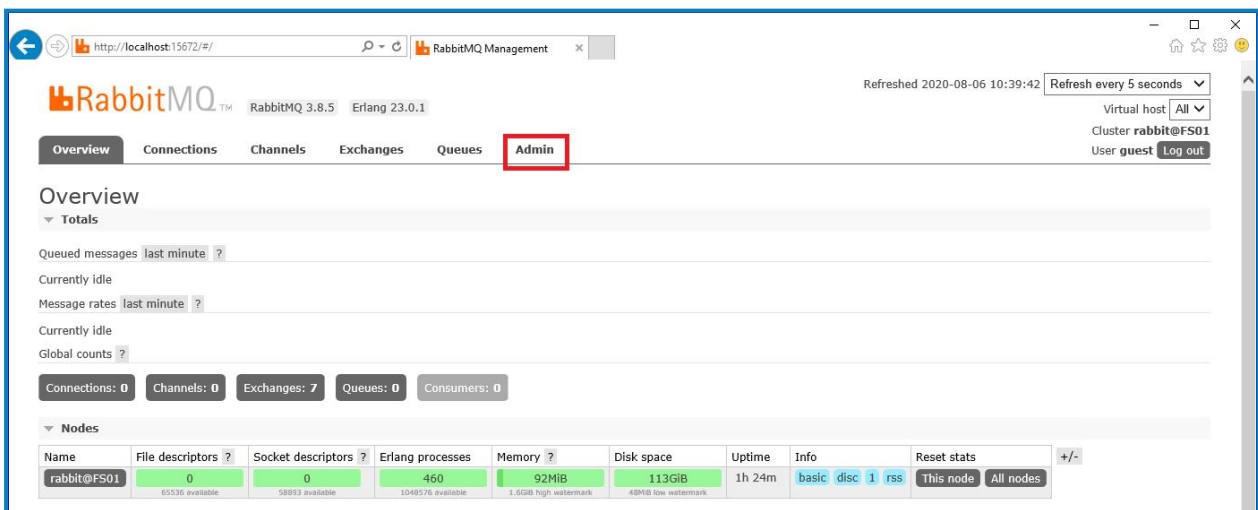 http://localhost:15672/#/ RabbitMQ Management
Refreshed 2020-08-06 10:39:42 Refresh every 5 seconds
RabbitMQ TM RabbitMQ 3.8.5 Erlang 23.0.1
Virtual host All
Cluster rabbit@FS01
Overview Connections Channels Exchanges Queues Admin
User guest Log out
Overview
Totals
Queued messages last minute ?
Currently idle
Message rates last minute ?
Currently idle
Global counts ?
Connections: 0 Channels: 0 Exchanges: 7 Queues: 0 Consumers: 0
Nodes
Name File descriptors ? Socket descriptors ? Erlang processes Memory ? Disk space Uptime Info Reset stats +/-
rabbit@FS01 0 0 460 92MiB 113GiB 1h 24m basic disc 1 rss This node All nodes
65536 available 58893 available 1048576 available 1.6GiB high watermark 48MiB low watermark